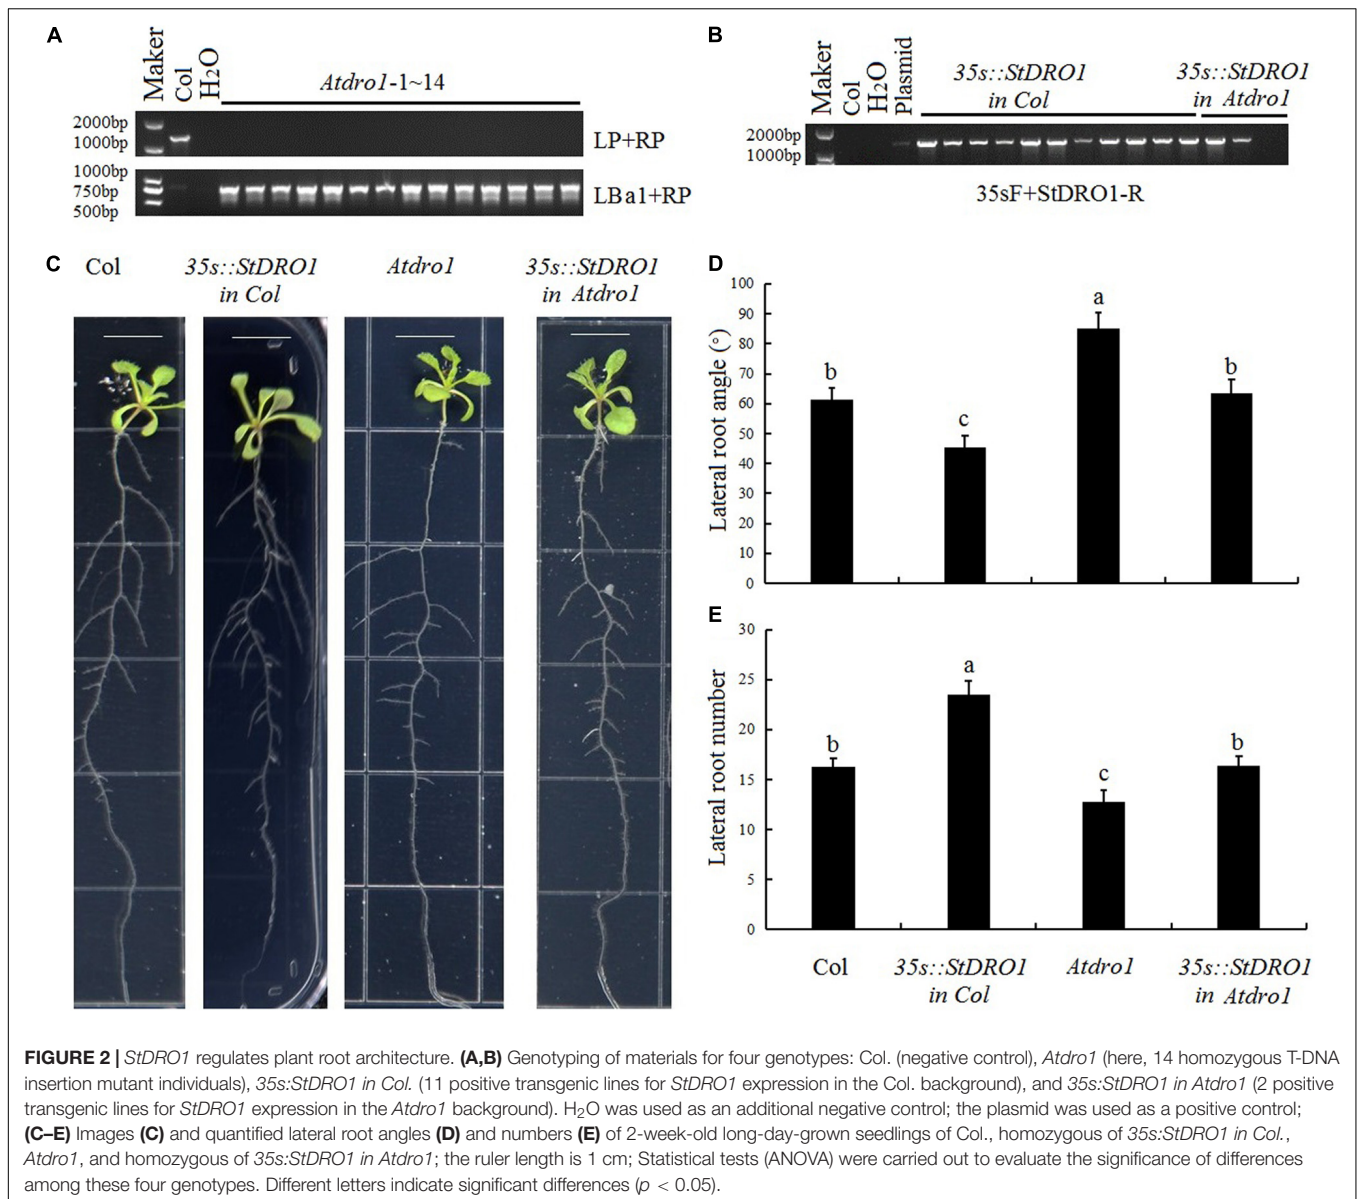 A
Maker
Col
H2O
Atdro1-1~14
2000bp
1000bp
LP+RP
1000bp
750bp
500bp
LBa1+RP
B
Maker
Col
H2O
Plasmid
35s::StDRO1
in Col
35s::StDRO1
in Atdro1
2000bp
1000bp
35sF+StDRO1-R
C
Col
35s::StDRO1
in Col
Atdro1
35s::StDRO1
in Atdro1
D
Lateral root angle (°)
100
90
80
70
60
50
40
30
20
10
0
b
c
a
b
E
Lateral root number
30
25
20
15
10
5
0
b
a
c
b
Col
35s::StDRO1
in Col
Atdro1
35s::StDRO1
in Atdro1
FIGURE 2 | StDRO1 regulates plant root architecture. (A,B) Genotyping of materials for four genotypes: Col. (negative control), Atdro1 (here, 14 homozygous T-DNA
insertion mutant individuals), 35s:StDRO1 in Col. (11 positive transgenic lines for StDRO1 expression in the Col. background), and 35s:StDRO1 in Atdro1 (2 positive
transgenic lines for StDRO1 expression in the Atdro1 background). H2O was used as an additional negative control; the plasmid was used as a positive control;
(C–E) Images (C) and quantified lateral root angles (D) and numbers (E) of 2-week-old long-day-grown seedlings of Col., homozygous of 35s:StDRO1 in Col.,
Atdro1, and homozygous of 35s:StDRO1 in Atdro1; the ruler length is 1 cm; Statistical tests (ANOVA) were carried out to evaluate the significance of differences
among these four genotypes. Different letters indicate significant differences (p < 0.05).